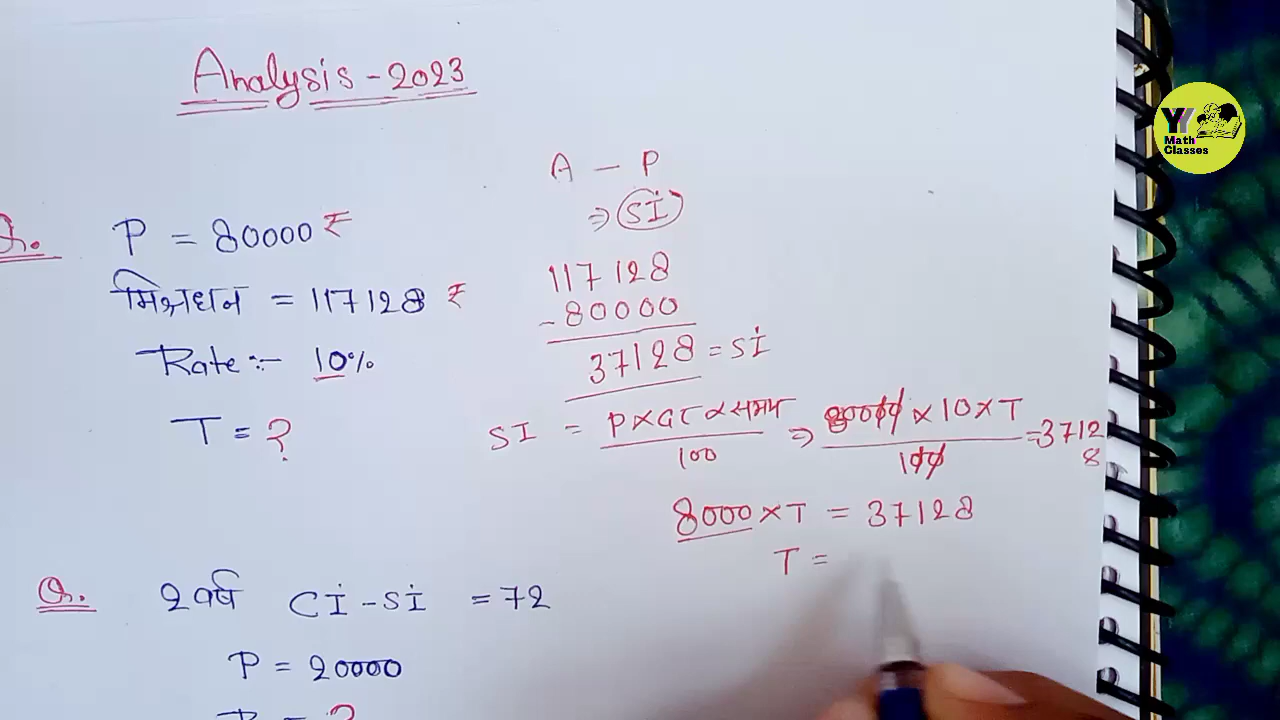 Analysis - 2023
Q. P = 80000 ₹
मिश्रधन = 117128 ₹
Rate :- 10%
T = ?
A - P
⇒ SI
117128
- 80000
37128 = SI
SI = P × दर × समय / 100 ⇒ 80000 × 10 × T / 100 = 37128
8000 × T = 37128
T =
Q. 2 वर्ष CI - SI = 72
P = 20000
R = ?
YY
Math
Classes